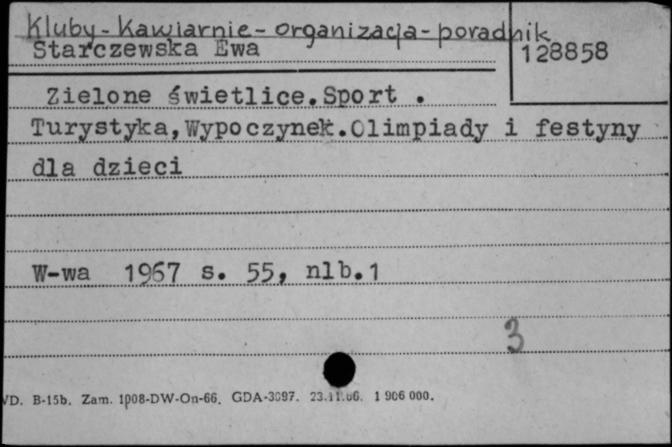 Kluby - Kawiarnie - organizacja - poradnik
Starczewska Ewa
128858
Zielone świetlice.Sport .
Turystyka,Wypoczynek.Olimpiady i festyny
dla dzieci
W-wa 1967 s. 55, nlb.1
3
D. B-15b. Zam. 1908-DW-On-66. GDA-3097. 23.11.66. 1 906 000.